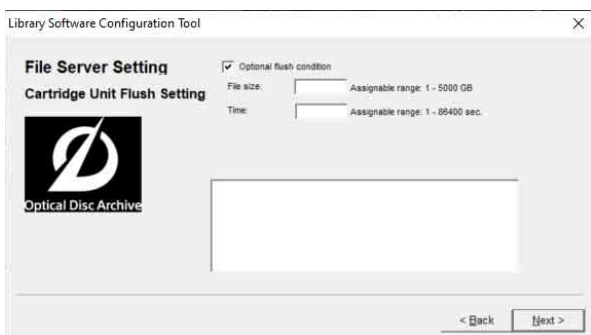 Library Software Configuration Tool
File Server Setting
Cartridge Unit Flush Setting
Optical Disc Archive
Optional flush condition
File size: Assignable range: 1 - 5000 GB
Time: Assignable range: 1 - 86400 sec.
< Back Next >